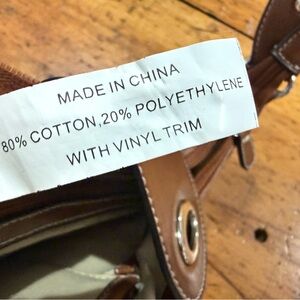 MADE IN CHINA
80% COTTON,20% POLYETHYLENE
WITH VINYL TRIM